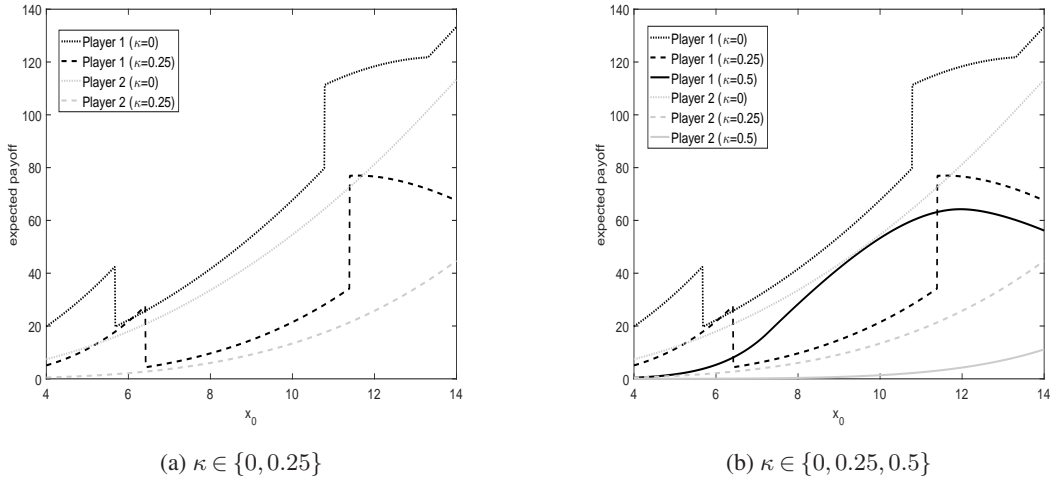 140
120
100
80
60
40
20
0
expected payoff
Player 1 (κ=0)
Player 1 (κ=0.25)
Player 2 (κ=0)
Player 2 (κ=0.25)
4 6 8 10 12 14
x_0
(a) κ ∈ {0, 0.25}
140
120
100
80
60
40
20
0
expected payoff
Player 1 (κ=0)
Player 1 (κ=0.25)
Player 1 (κ=0.5)
Player 2 (κ=0)
Player 2 (κ=0.25)
Player 2 (κ=0.5)
4 6 8 10 12 14
x_0
(b) κ ∈ {0, 0.25, 0.5}